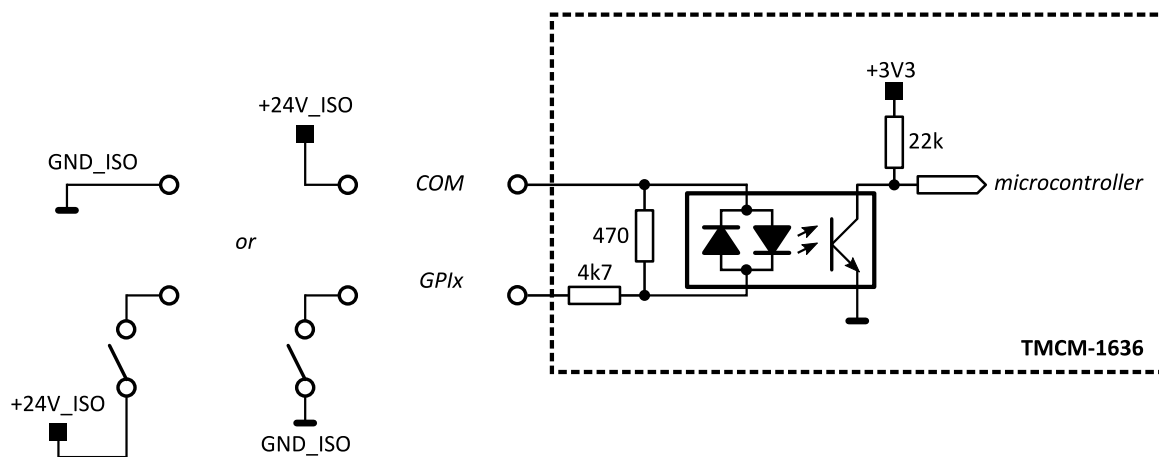 +3V3
+24V_ISO
22k
GND_ISO
COM
microcontroller
or
470
GPIx
4k7
TMCM-1636
+24V_ISO
GND_ISO